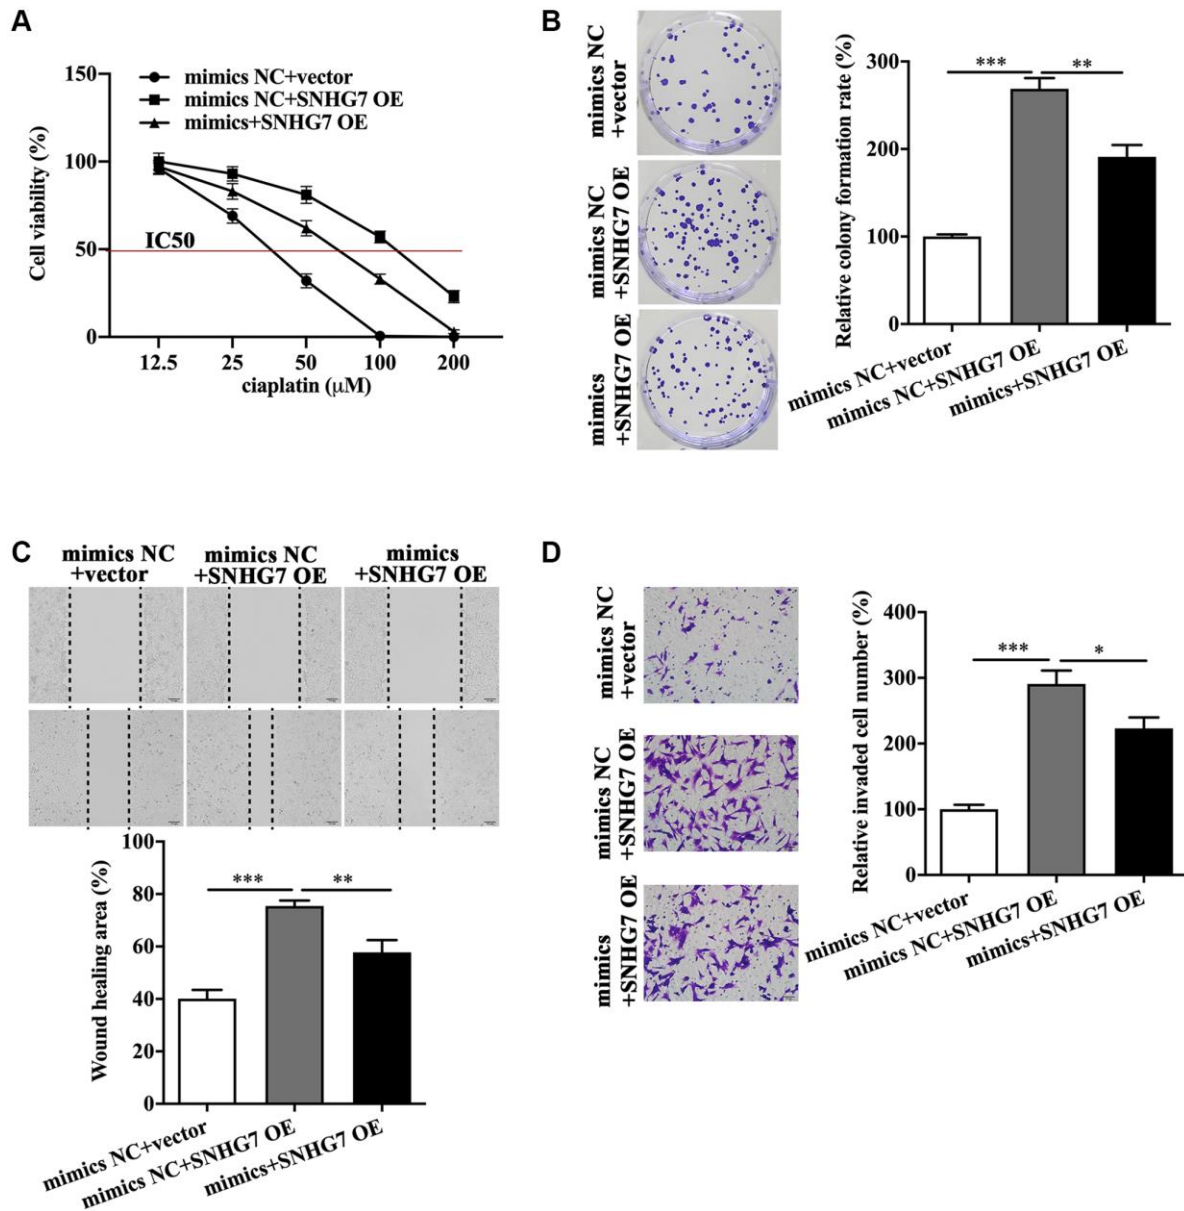 A
150
100
50
0
Cell viability (%)
mimics NC+vector
mimics NC+SNHG7 OE
mimics+SNHG7 OE
IC50
12.5 25 50 100 200
ciaplatin (μM)
B
mimics NC
+vector
mimics NC
+SNHG7 OE
mimics
+SNHG7 OE
Relative colony formation rate (%)
300
200
100
0
*** **
mimics NC+vector
mimics NC+SNHG7 OE
mimics+SNHG7 OE
C
mimics NC
+vector
mimics NC
+SNHG7 OE
mimics
+SNHG7 OE
Wound healing area (%)
100
80
60
40
20
0
*** **
mimics NC+vector
mimics NC+SNHG7 OE
mimics+SNHG7 OE
D
mimics NC
+vector
mimics NC
+SNHG7 OE
mimics
+SNHG7 OE
Relative invaded cell number (%)
400
300
200
100
0
*** *
mimics NC+vector
mimics NC+SNHG7 OE
mimics+SNHG7 OE